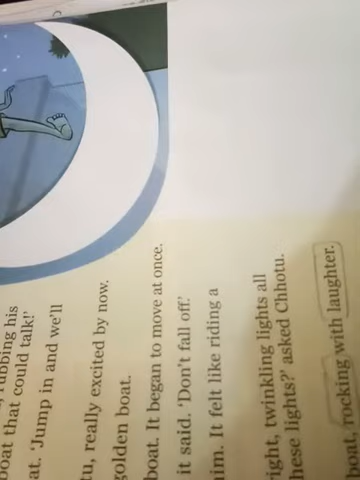 rubbing his
boat that could talk!'
at. 'Jump in and we'll
tu, really excited by now.
golden boat.
boat. It began to move at once.
it said. 'Don't fall off.'
im. It felt like riding a
ight, twinkling lights all
hese lights?' asked Chhotu.
boat, rocking with laughter.